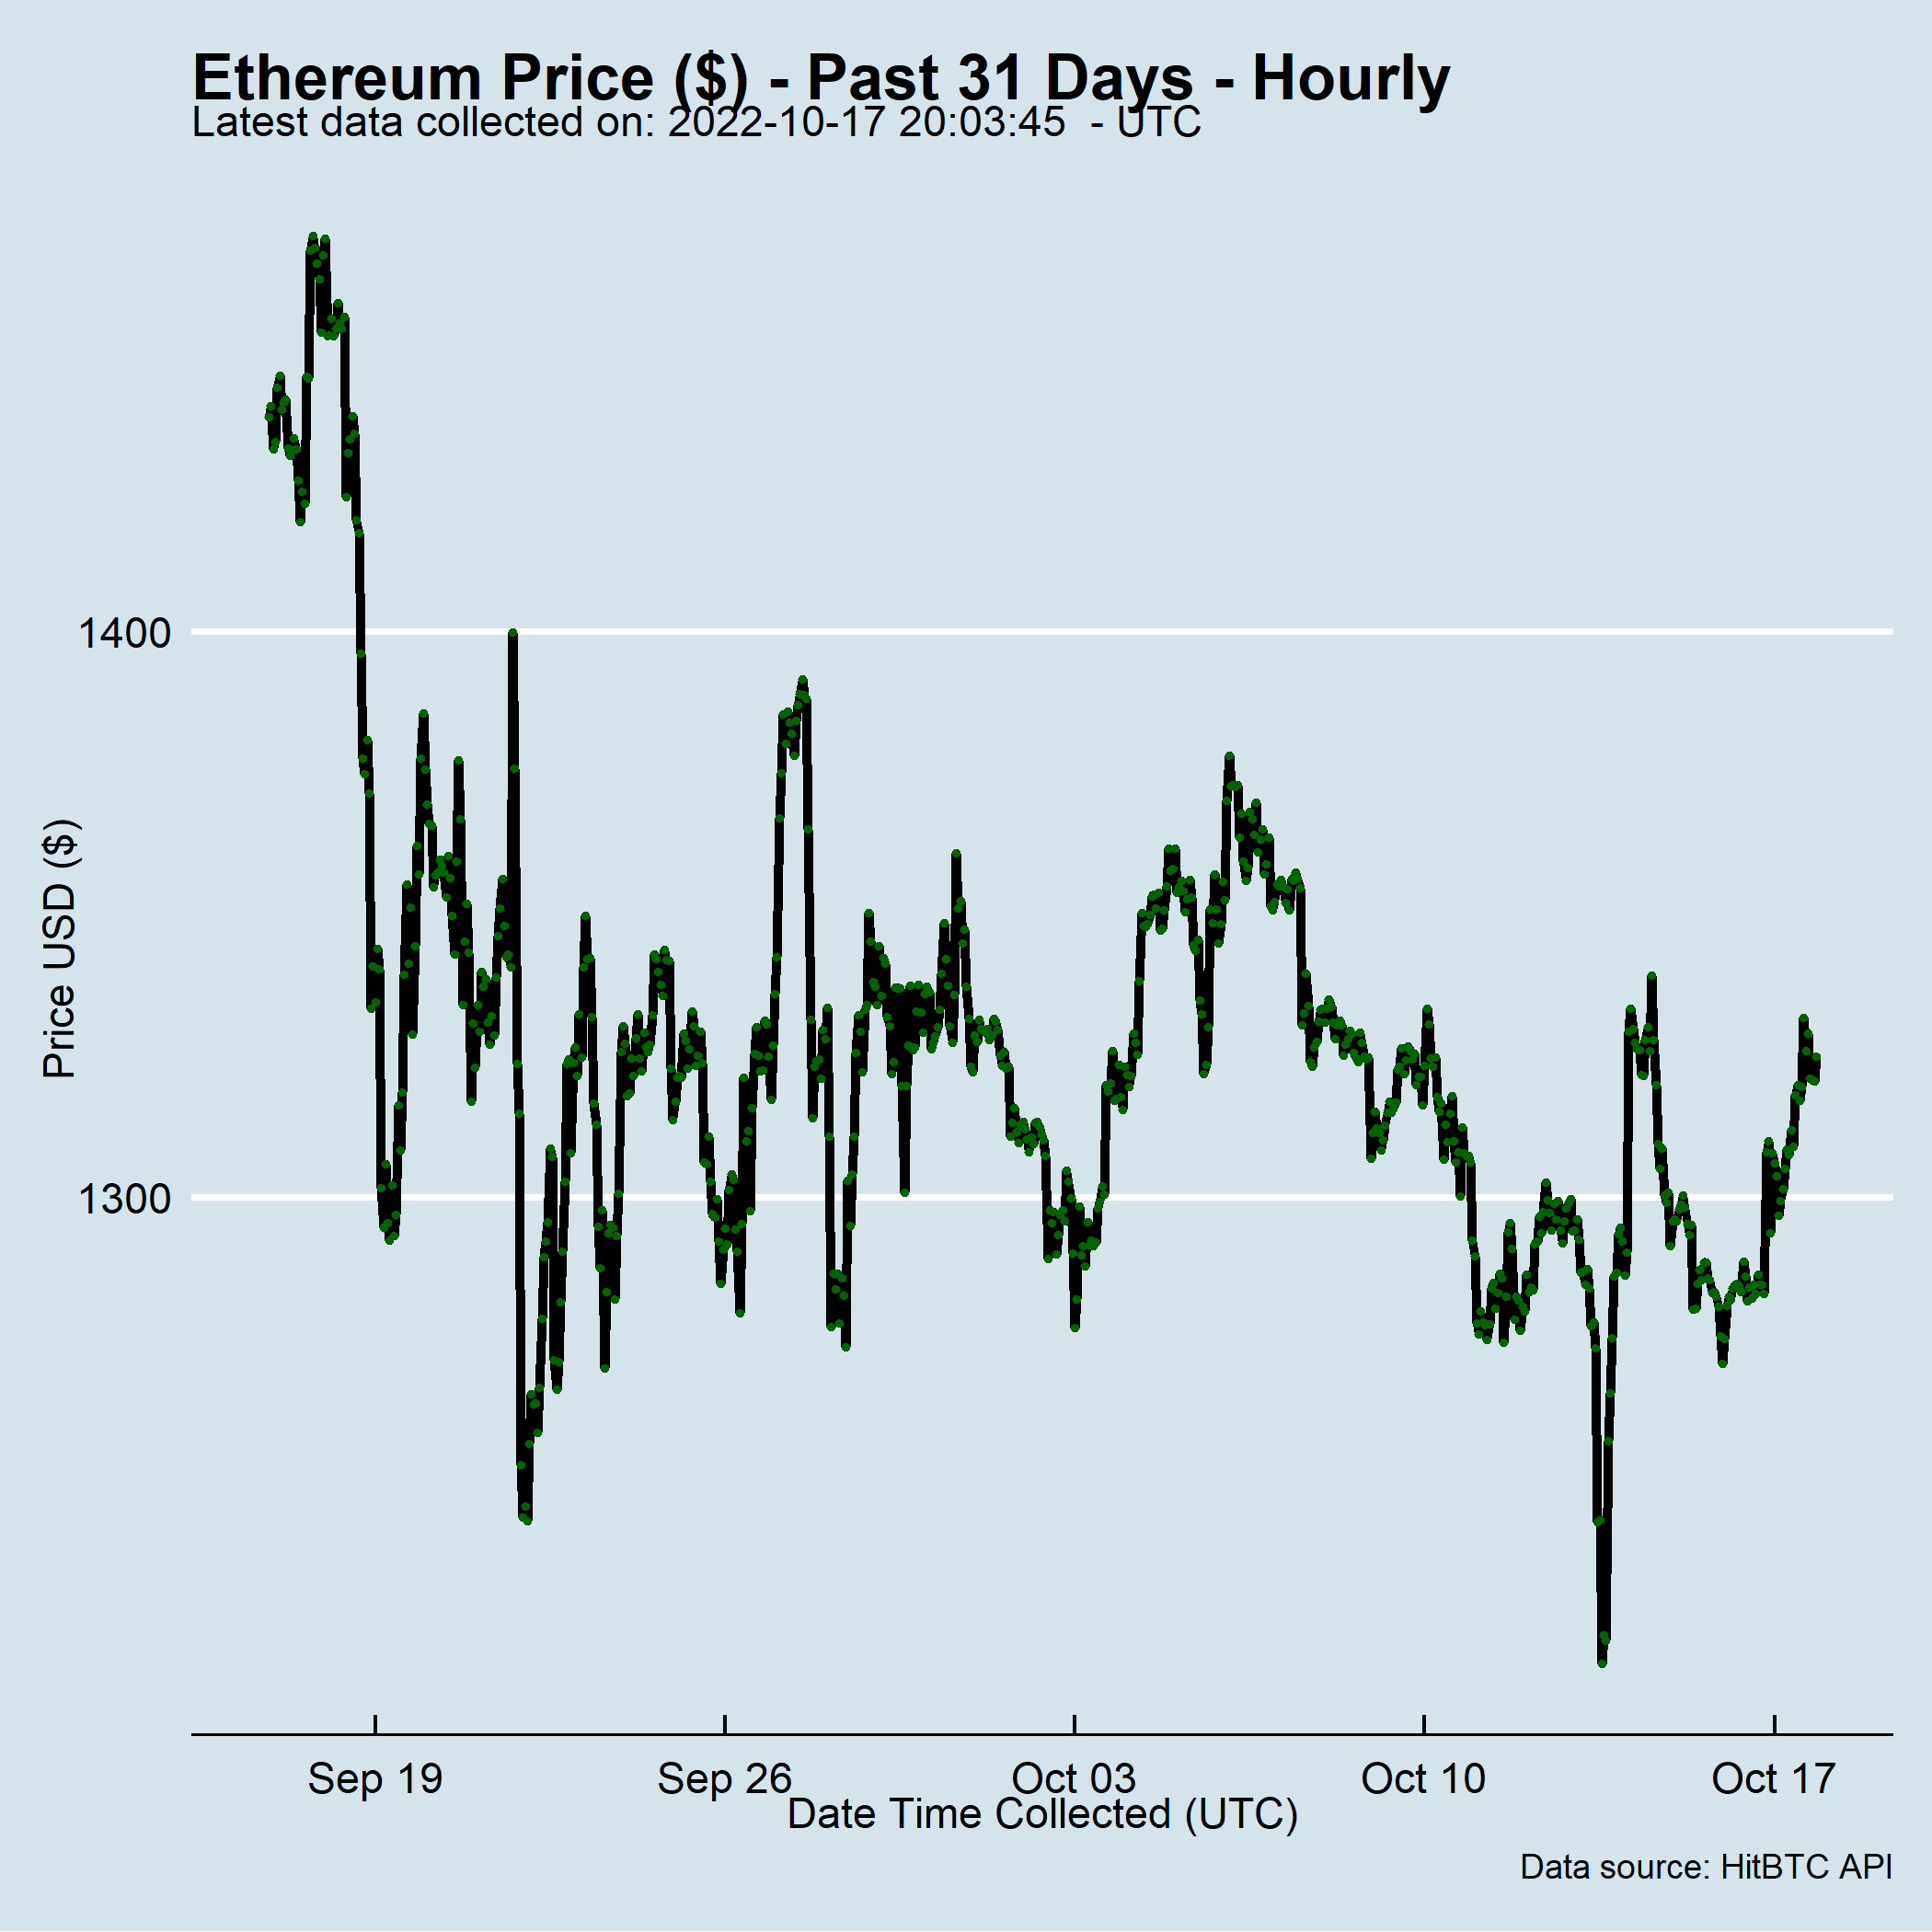 Ethereum Price ($) - Past 31 Days - Hourly
Latest data collected on: 2022-10-17 20:03:45  - UTC
1400
Price USD ($)
1300
Sep 19
Sep 26
Oct 03
Oct 10
Oct 17
Date Time Collected (UTC)
Data source: HitBTC API